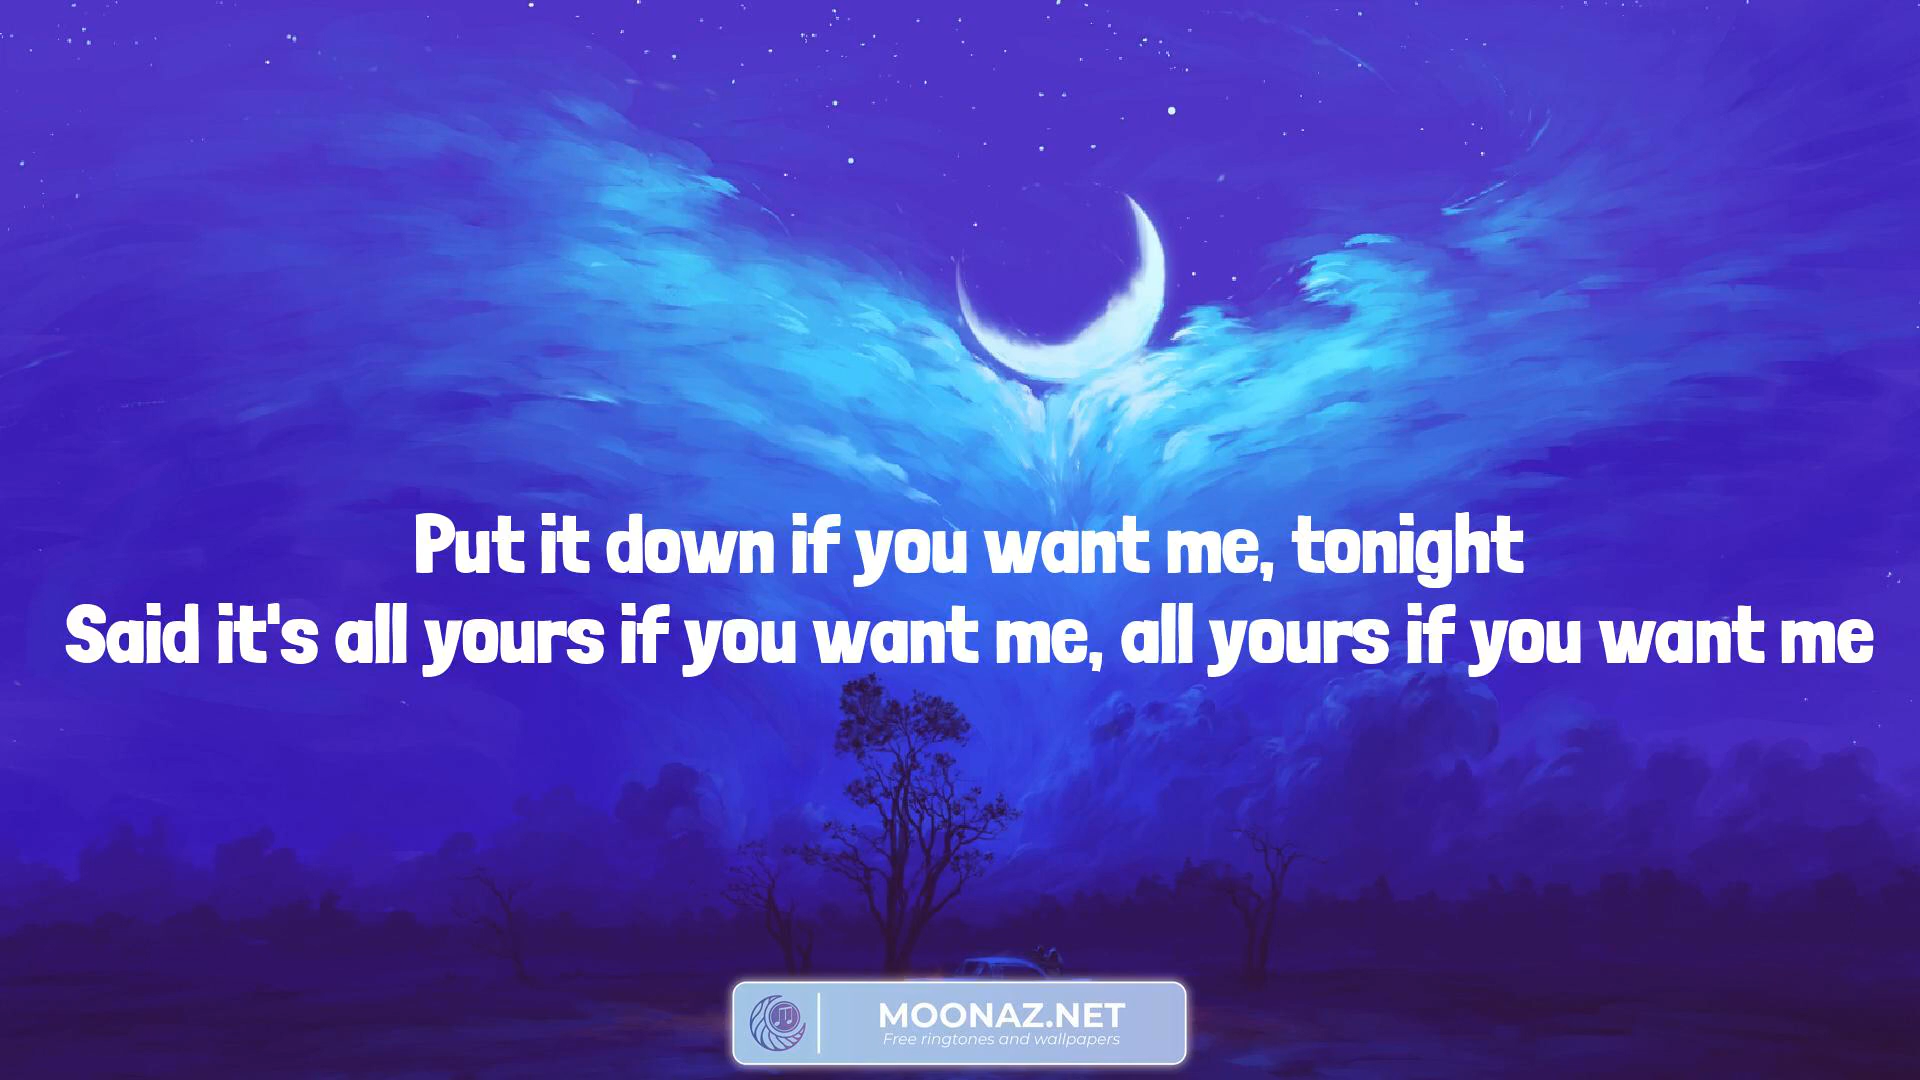 Put it down if you want me, tonight
Said it's all yours if you want me, all yours if you want me
MOONAZ.NET
Free ringtones and wallpapers